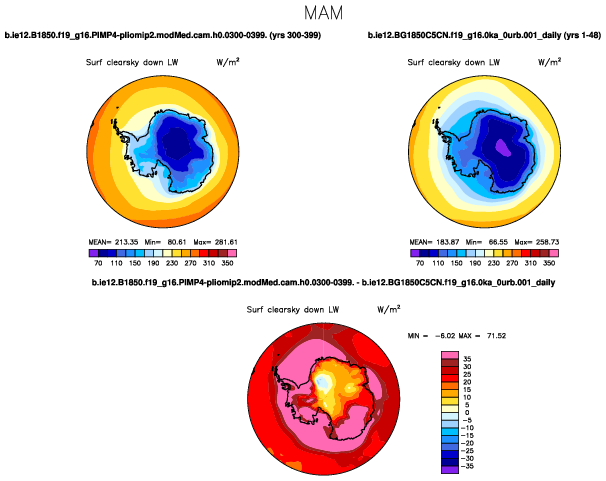 MAM
b.ie12.B1850.f19_g16.PIMP4-pliomip2.modMed.cam.h0.0300-0399. (yrs 300-399)
b.ie12.BG1850C5CN.f19_g16.0ka_0urb.001_daily (yrs 1-48)
Surf clearsky down LW W/m²
Surf clearsky down LW W/m²
MEAN= 213.35 Min= 80.61 Max= 281.61
MEAN= 183.87 Min= 66.55 Max= 258.73
70 110 150 190 230 270 310 350
70 110 150 190 230 270 310 350
b.ie12.B1850.f19_g16.PIMP4-pliomip2.modMed.cam.h0.0300-0399. - b.ie12.BG1850C5CN.f19_g16.0ka_0urb.001_daily
Surf clearsky down LW W/m²
MIN = -6.02 MAX = 71.52
35
30
25
20
15
10
5
0
-5
-10
-15
-20
-25
-30
-35